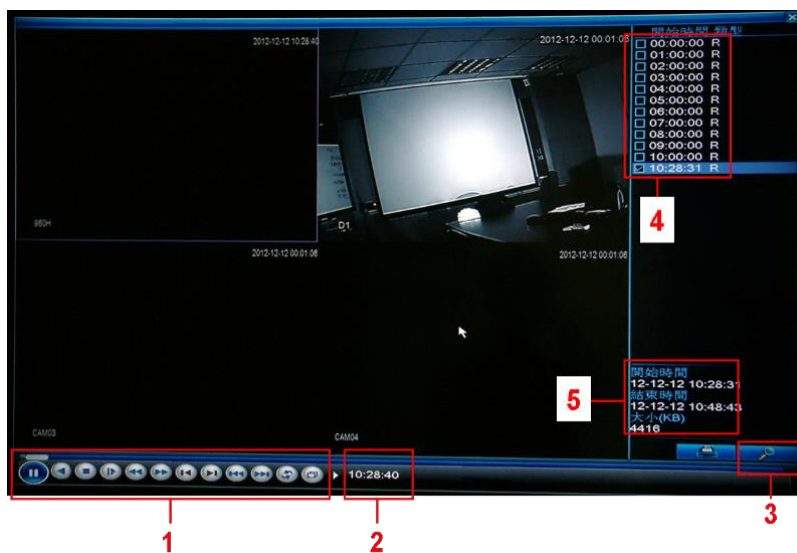 2012-12-12 10:28:40
2012-12-12 00:01:06
960H
D1
2012-12-12 00:01:06
2012-12-12 00:01:06
CAM03
CAM04
開始時間 類型
00:00:00 R
01:00:00 R
02:00:00 R
03:00:00 R
04:00:00 R
05:00:00 R
06:00:00 R
07:00:00 R
08:00:00 R
09:00:00 R
10:00:00 R
10:28:31 R
4
5
開始時間
12-12-12 10:28:31
結束時間
12-12-12 10:48:43
大小(KB)
4416
10:28:40
1
2
3